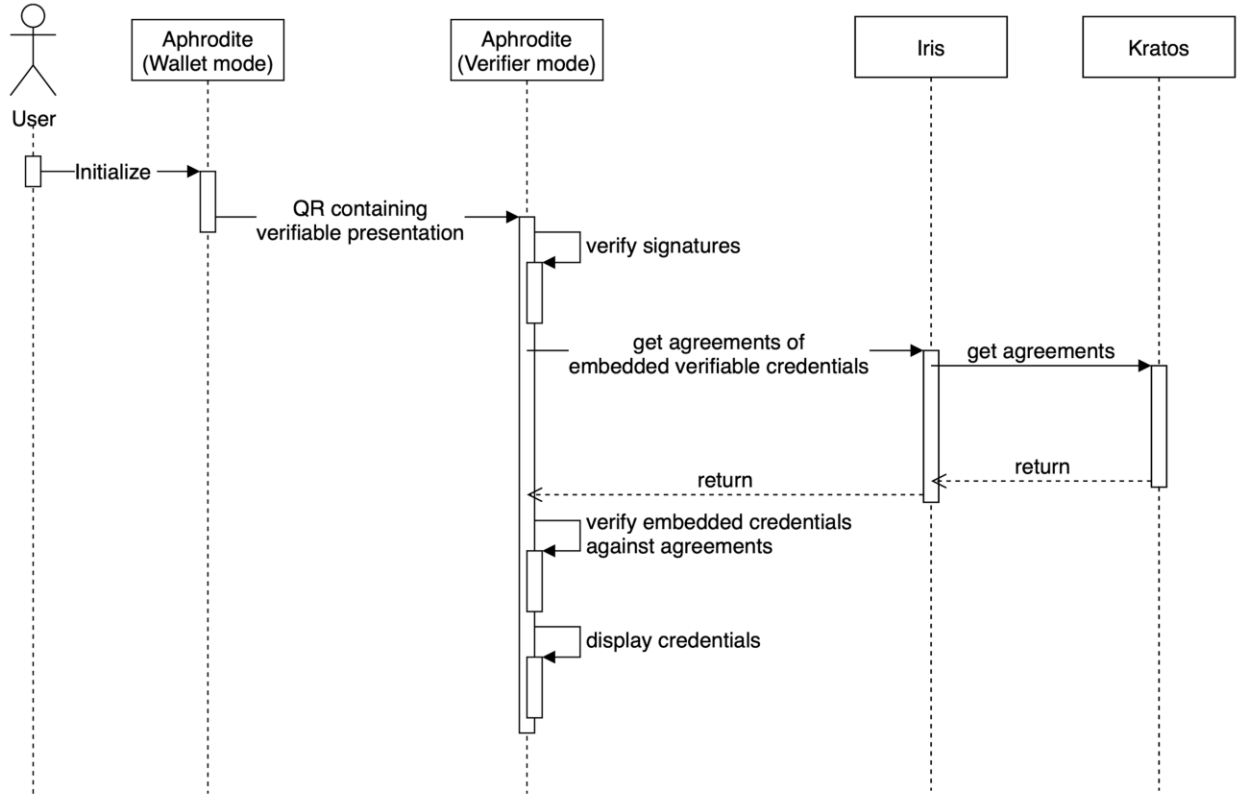 Aphrodite
(Wallet mode)
Aphrodite
(Verifier mode)
Iris
Kratos
User
Initialize
QR containing
verifiable presentation
verify signatures
get agreements of
embedded verifiable credentials
get agreements
return
return
verify embedded credentials
against agreements
display credentials